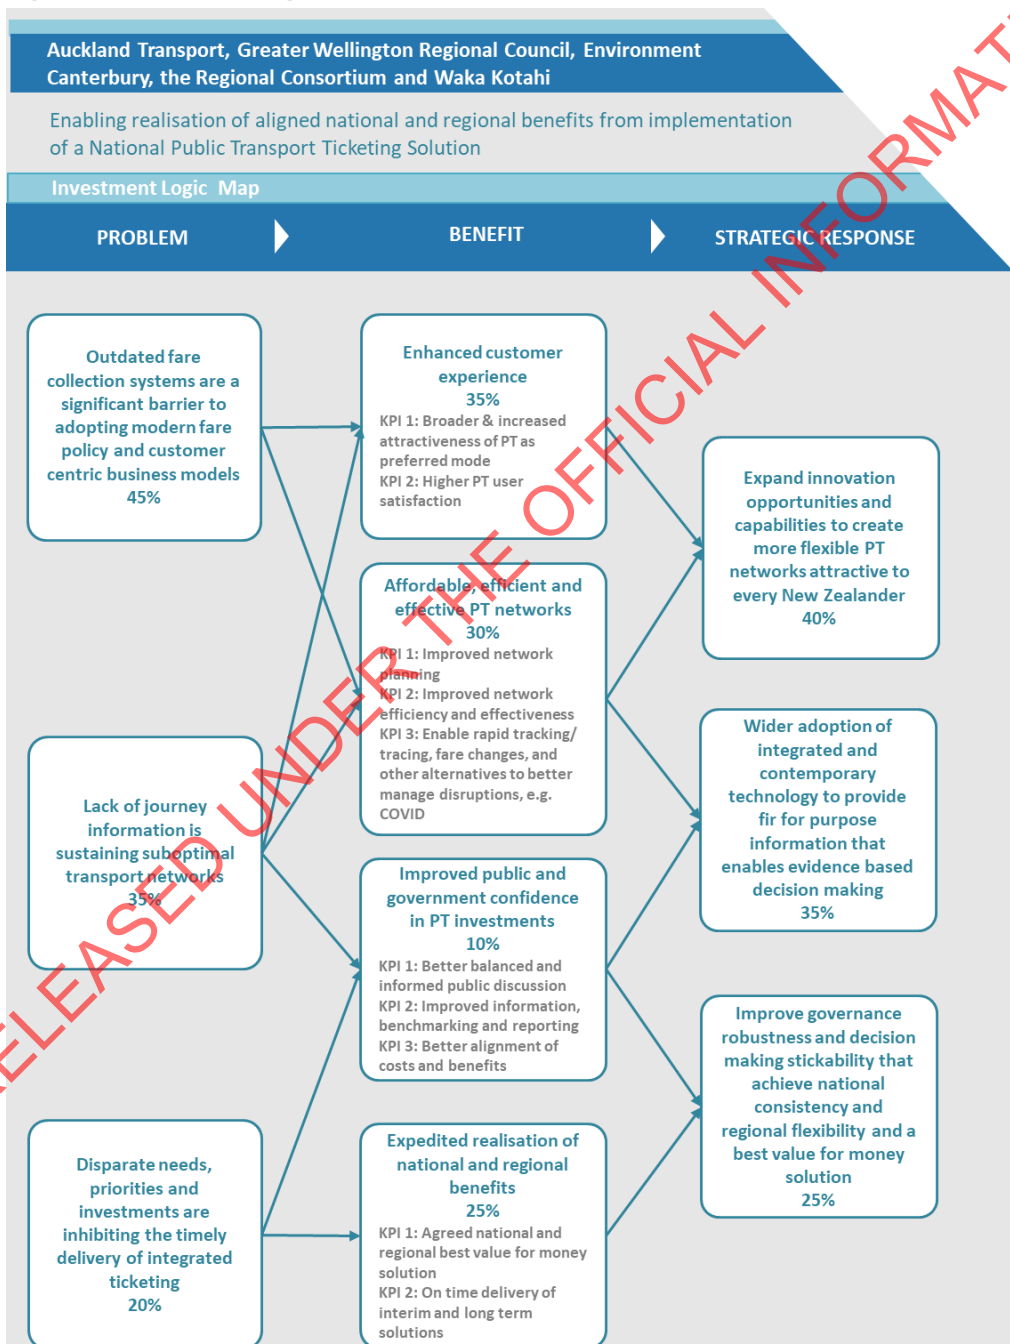 Auckland Transport, Greater Wellington Regional Council, Environment
Canterbury, the Regional Consortium and Waka Kotahi
Enabling realisation of aligned national and regional benefits from implementation
of a National Public Transport Ticketing Solution
Investment Logic Map
PROBLEM
BENEFIT
STRATEGIC RESPONSE
Outdated fare
collection systems are a
significant barrier to
adopting modern fare
policy and customer
centric business models
45%
Lack of journey
information is
sustaining suboptimal
transport networks
35%
Disparate needs,
priorities and
investments are
inhibiting the timely
delivery of integrated
ticketing
20%
Enhanced customer
experience
35%
KPI 1: Broader & increased
attractiveness of PT as
preferred mode
KPI 2: Higher PT user
satisfaction
Affordable, efficient and
effective PT networks
30%
KPI 1: Improved network
planning
KPI 2: Improved network
efficiency and effectiveness
KPI 3: Enable rapid tracking/
tracing, fare changes, and
other alternatives to better
manage disruptions, e.g.
COVID
Improved public and
government confidence
in PT investments
10%
KPI 1: Better balanced and
informed public discussion
KPI 2: Improved information,
benchmarking and reporting
KPI 3: Better alignment of
costs and benefits
Expedited realisation of
national and regional
benefits
25%
KPI 1: Agreed national and
regional best value for money
solution
KPI 2: On time delivery of
interim and long term
solutions
Expand innovation
opportunities and
capabilities to create
more flexible PT
networks attractive to
every New Zealander
40%
Wider adoption of
integrated and
contemporary
technology to provide
fir for purpose
information that
enables evidence based
decision making
35%
Improve governance
robustness and decision
making stickability that
achieve national
consistency and
regional flexibility and a
best value for money
solution
25%
RELEASED UNDER THE OFFICIAL INFORMAT